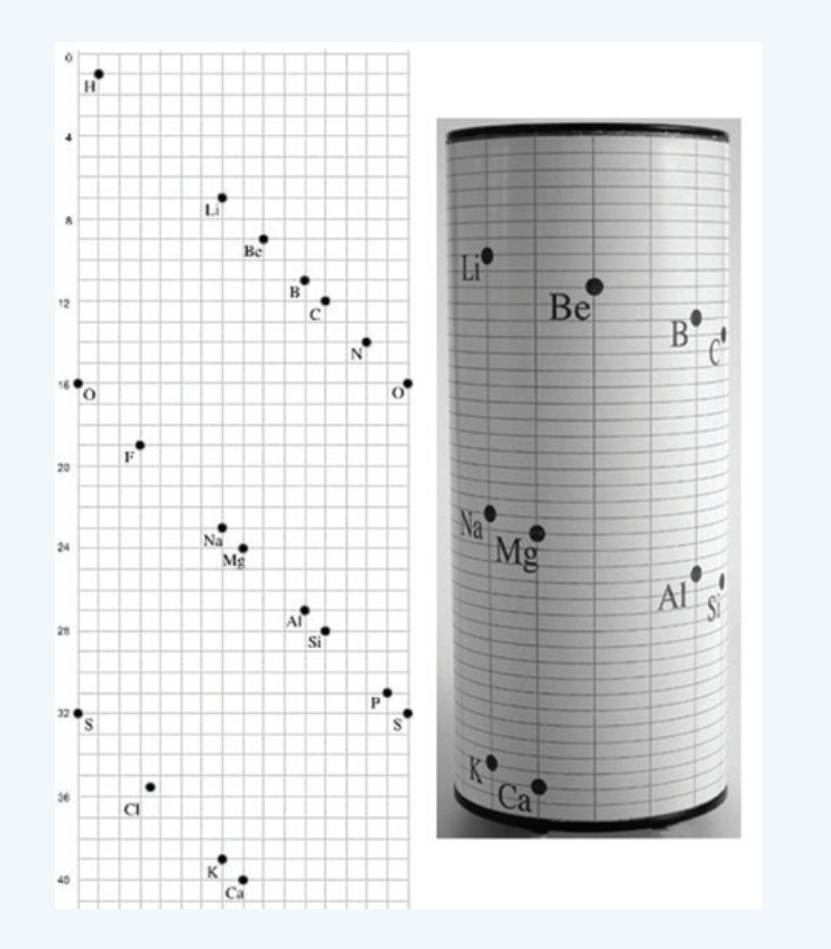 0
H
4
Li
8
Be
B
12
C
N
16
O
O
F
20
Na
24
Mg
Al
28
Si
P
32
S
S
Cl
36
K
40
Ca
Li
Be
B
C
Na
Mg
Al
Si
K
Ca